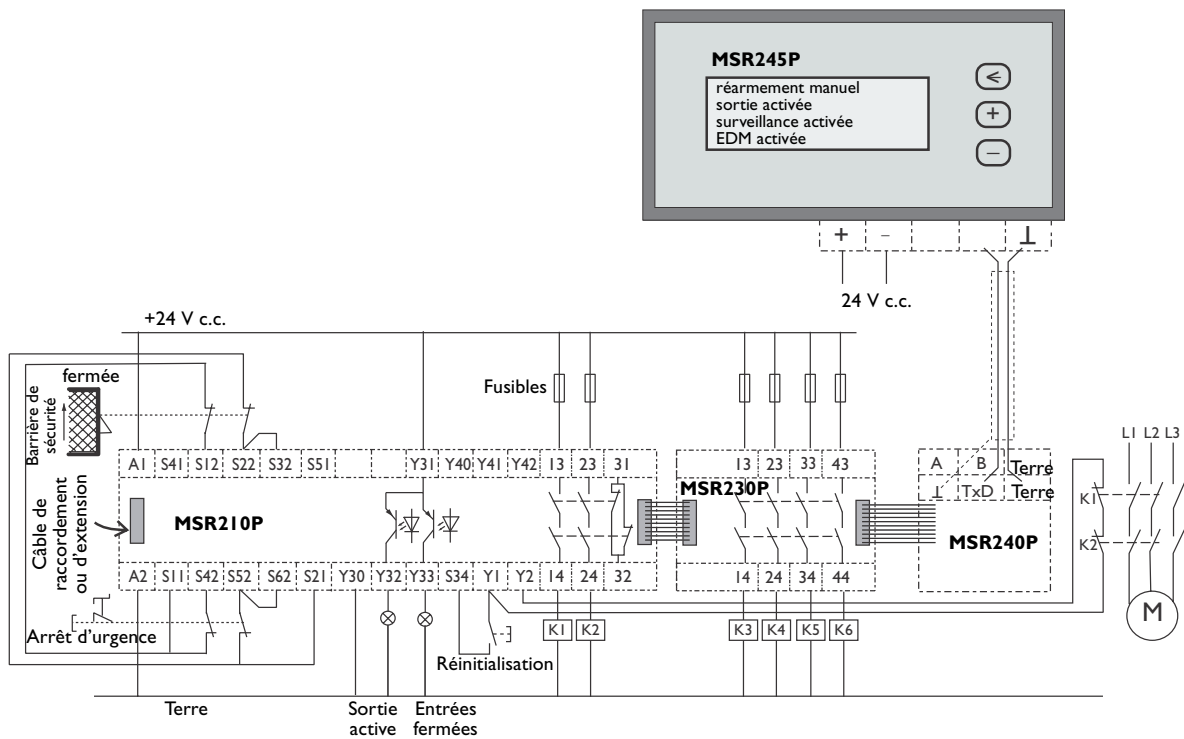 MSR245P
réarmement manuel
sortie activée
surveillance activée
EDM activée
+
–
+ –
24 V c.c.
+24 V c.c.
fermée
Barrière de sécurité
Fusibles
L1 L2 L3
A1 S41 S12 S22 S32 S51 Y31 Y40 Y41 Y42 13 23 31
13 23 33 43
A B Terre
TxD Terre
MSR210P
MSR230P
MSR240P
K1
K2
Câble de raccordement ou d'extension
A2 S11 S42 S52 S62 S21 Y30 Y32 Y33 S34 Y1 Y2 14 24 32
14 24 34 44
M
Arrêt d'urgence
K1 K2 K3 K4 K5 K6
Réinitialisation
Terre
Sortie active
Entrées fermées